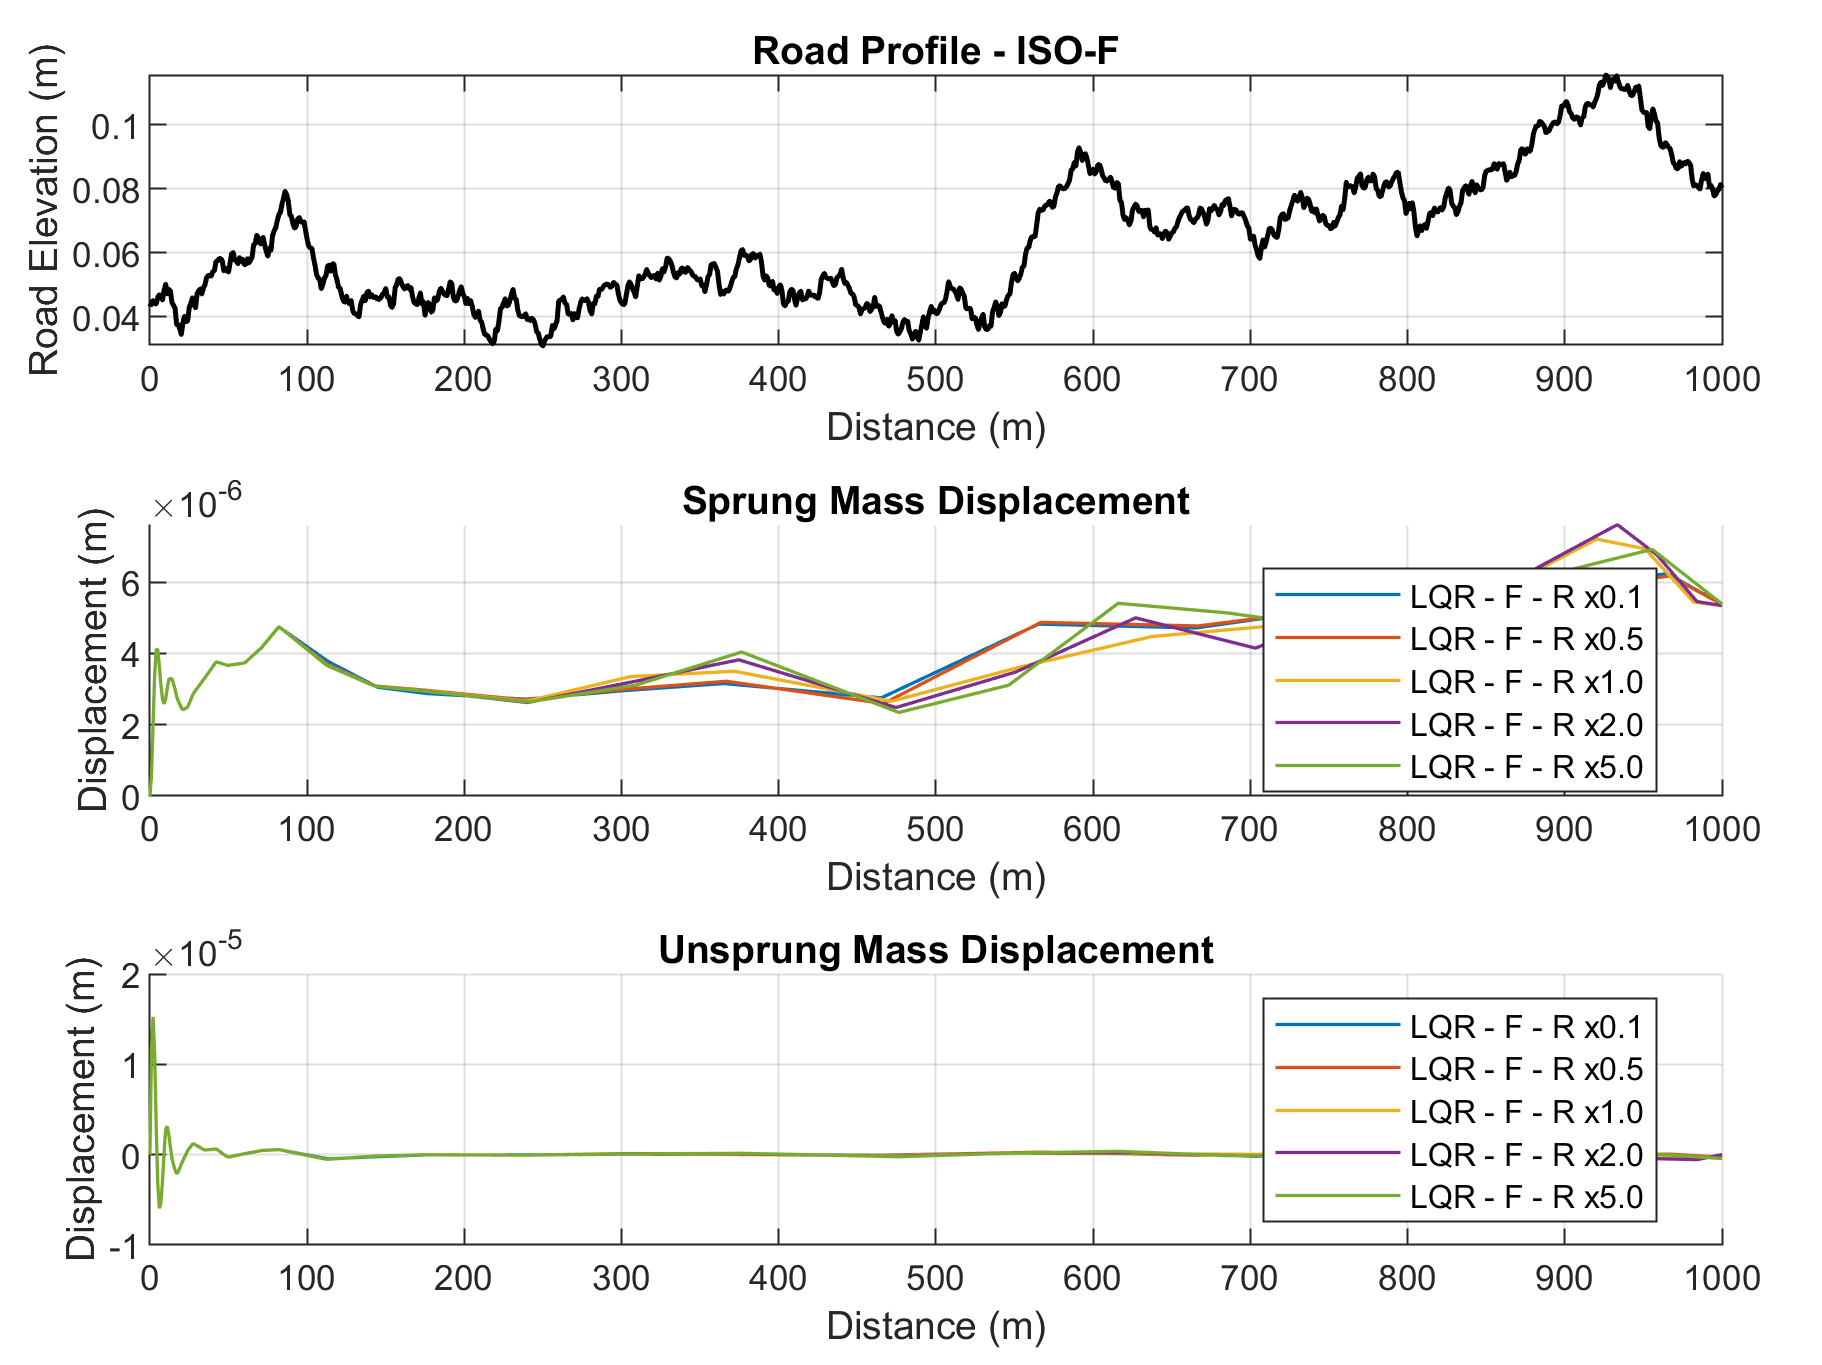 Road Profile - ISO-F
Road Elevation (m)
0.1
0.08
0.06
0.04
0 100 200 300 400 500 600 700 800 900 1000
Distance (m)
Sprung Mass Displacement
×10-6
Displacement (m)
6
4
2
0
LQR - F - R x0.1
LQR - F - R x0.5
LQR - F - R x1.0
LQR - F - R x2.0
LQR - F - R x5.0
0 100 200 300 400 500 600 700 800 900 1000
Distance (m)
Unsprung Mass Displacement
×10-5
Displacement (m)
2
1
0
-1
LQR - F - R x0.1
LQR - F - R x0.5
LQR - F - R x1.0
LQR - F - R x2.0
LQR - F - R x5.0
0 100 200 300 400 500 600 700 800 900 1000
Distance (m)